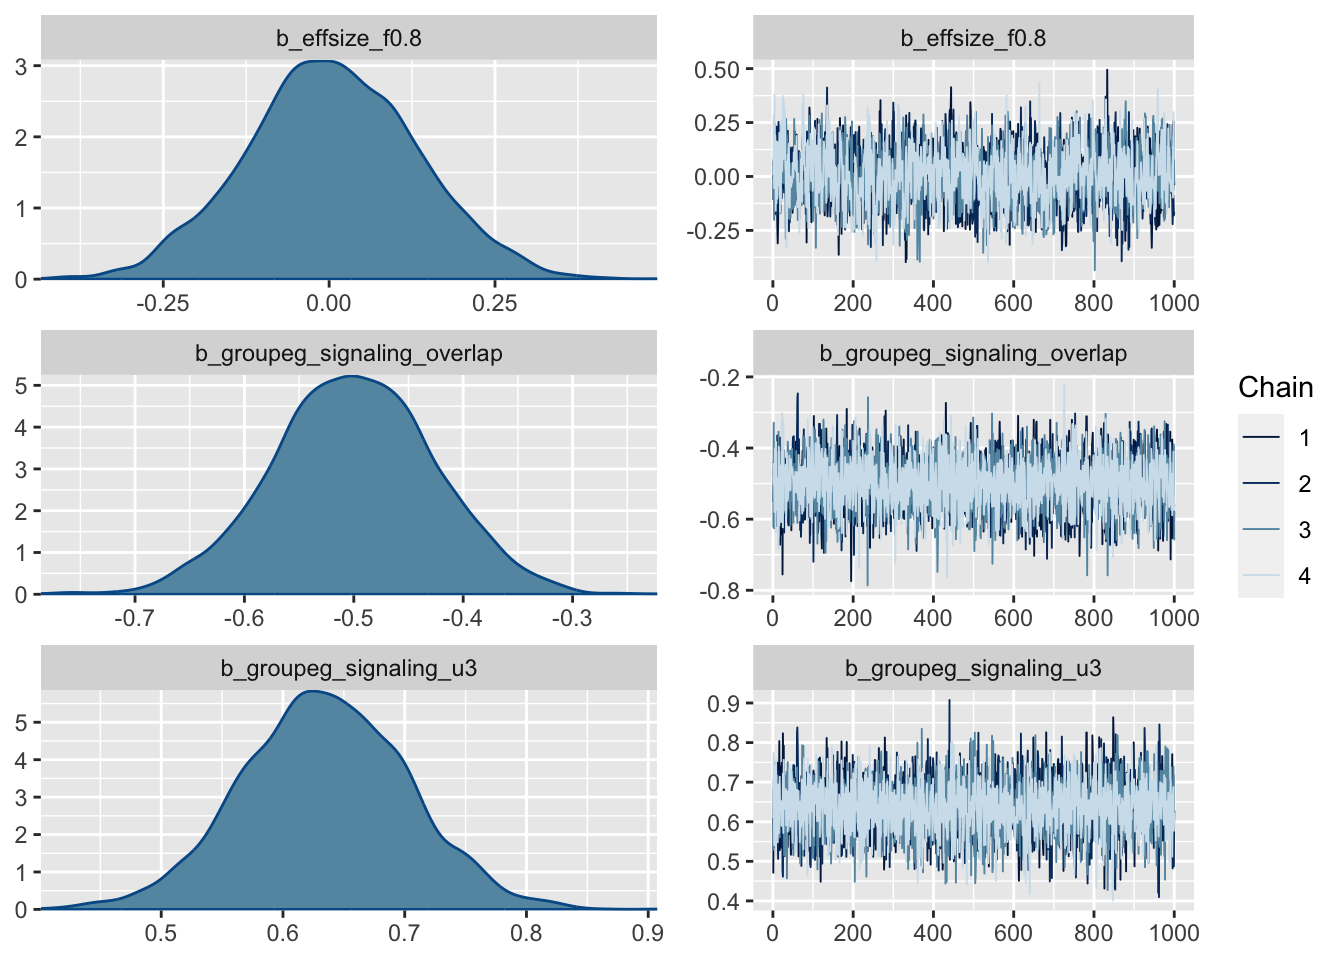 b_effsize_f0.8
3
2
1
0
-0.25 0.00 0.25
b_effsize_f0.8
0.50
0.25
0.00
-0.25
0 200 400 600 800 1000
b_groupeg_signaling_overlap
5
4
3
2
1
0
-0.7 -0.6 -0.5 -0.4 -0.3
b_groupeg_signaling_overlap
-0.2
-0.4
-0.6
-0.8
0 200 400 600 800 1000
b_groupeg_signaling_u3
5
4
3
2
1
0
0.5 0.6 0.7 0.8 0.9
b_groupeg_signaling_u3
0.9
0.8
0.7
0.6
0.5
0.4
0 200 400 600 800 1000
Chain
1
2
3
4